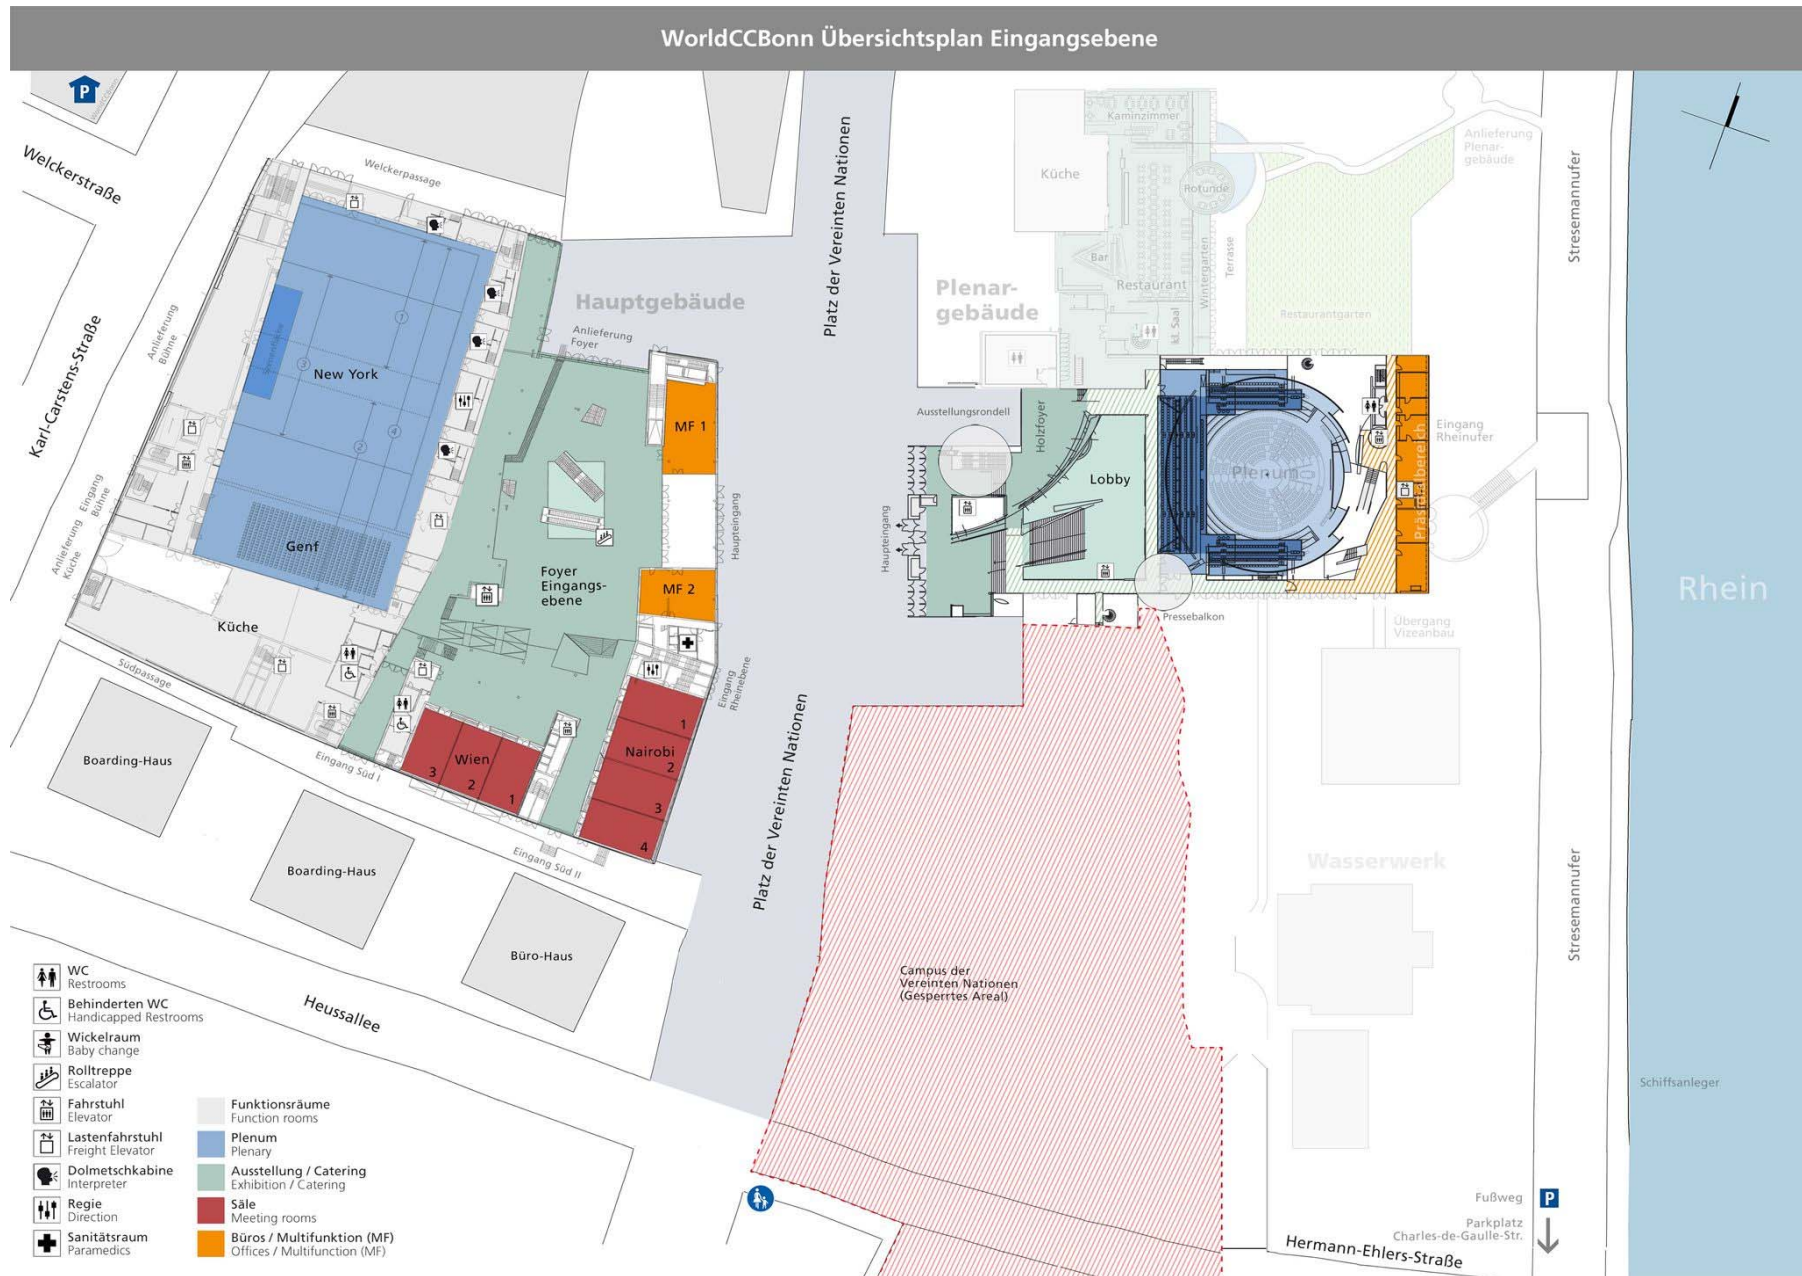 WorldCCBonn Übersichtsplan Eingangsebene
P
WorldCCBonn
Welckerstraße
Welckerpassage
Karl-Carstens-Straße
Anlieferung
Bühne
Eingang
Bühne
Anlieferung
Küche
Hauptgebäude
Anlieferung
Foyer
New York
1
3
4
2
Genf
Küche
MF 1
MF 2
Foyer
Eingangs-
ebene
Haupteingang
Eingang
Rheinebene
Wien
3
2
1
Nairobi
1
2
3
4
Südpassage
Eingang Süd I
Eingang Süd II
Boarding-Haus
Boarding-Haus
Büro-Haus
Heussallee
Platz der Vereinten Nationen
Platz der Vereinten Nationen
Plenar-
gebäude
Küche
Kaminzimmer
Rotunde
Bar
Restaurant
Wintergarten
Terrasse
kl. Saal
Restaurantgarten
Anlieferung
Plenar-
gebäude
Ausstellungsrondell
Holzfoyer
Lobby
Haupteingang
Plenum
Präsidialbereich
Eingang
Rheinufer
Pressebalkon
Übergang
Vizeanbau
Wasserwerk
Campus der
Vereinten Nationen
(Gesperrtes Areal)
Stresemannufer
Stresemannufer
Rhein
Schiffsanleger
Fußweg
P
Parkplatz
Charles-de-Gaulle-Str.
Hermann-Ehlers-Straße
WC
Restrooms
Behinderten WC
Handicapped Restrooms
Wickelraum
Baby change
Rolltreppe
Escalator
Fahrstuhl
Elevator
Lastenfahrstuhl
Freight Elevator
Dolmetschkabine
Interpreter
Regie
Direction
Sanitätsraum
Paramedics
Funktionsräume
Function rooms
Plenum
Plenary
Ausstellung / Catering
Exhibition / Catering
Säle
Meeting rooms
Büros / Multifunktion (MF)
Offices / Multifunction (MF)